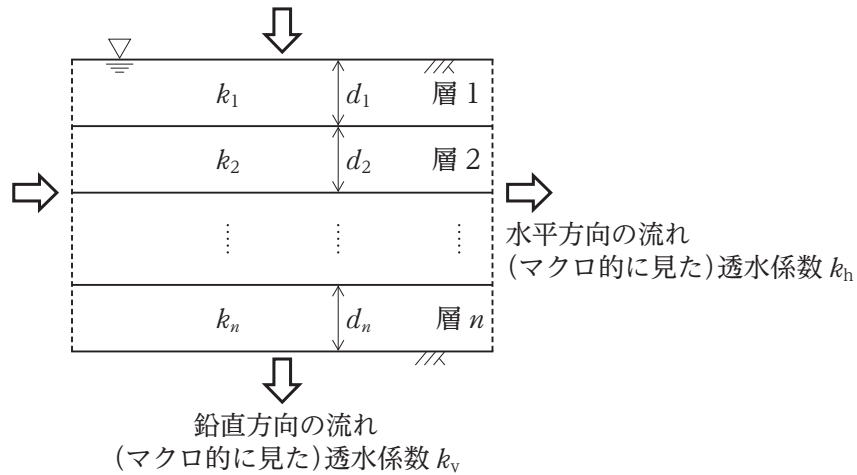 k₁ d₁ 層 1
k₂ d₂ 層 2
⋮ ⋮ ⋮
kₙ dₙ 層 n
水平方向の流れ
(マクロ的に見た)透水係数 kₕ
鉛直方向の流れ
(マクロ的に見た)透水係数 kᵥ